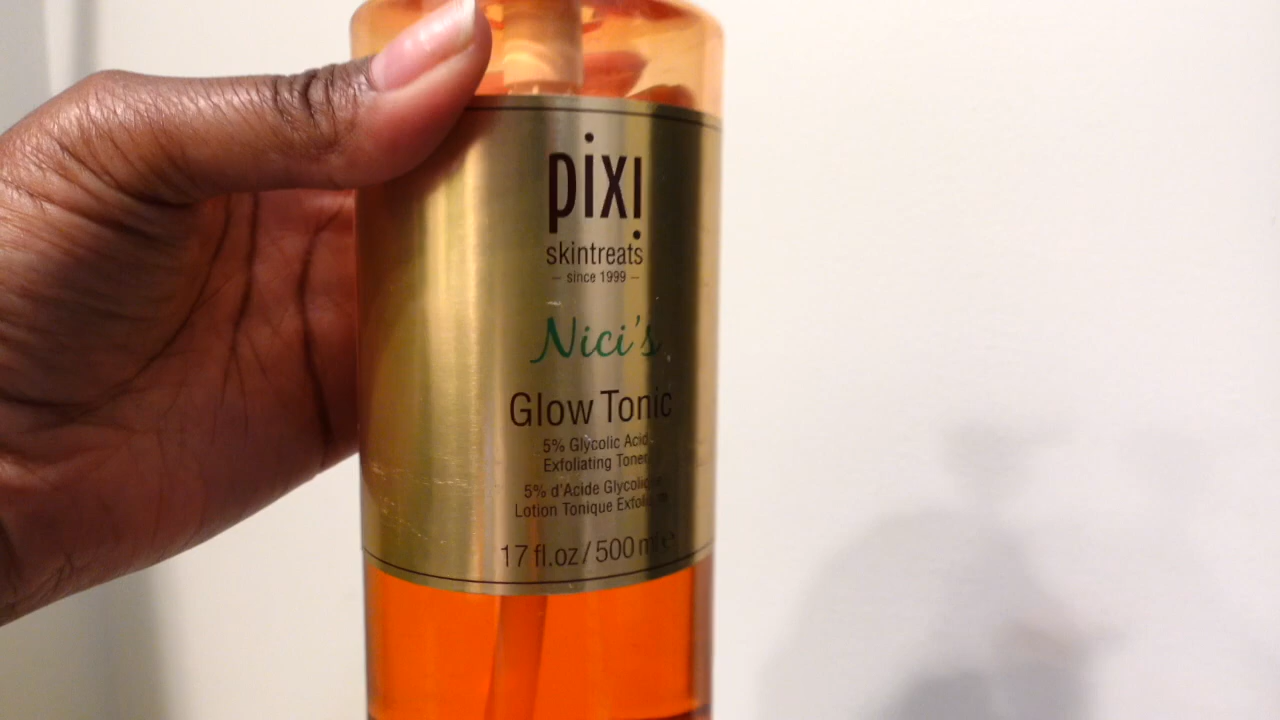 pixi
skintreats
– since 1999 –
Nici's
Glow Tonic
5% Glycolic Acid
Exfoliating Toner
5% d'Acide Glycolique
Lotion Tonique Exfoliante
17 fl.oz/500 ml e